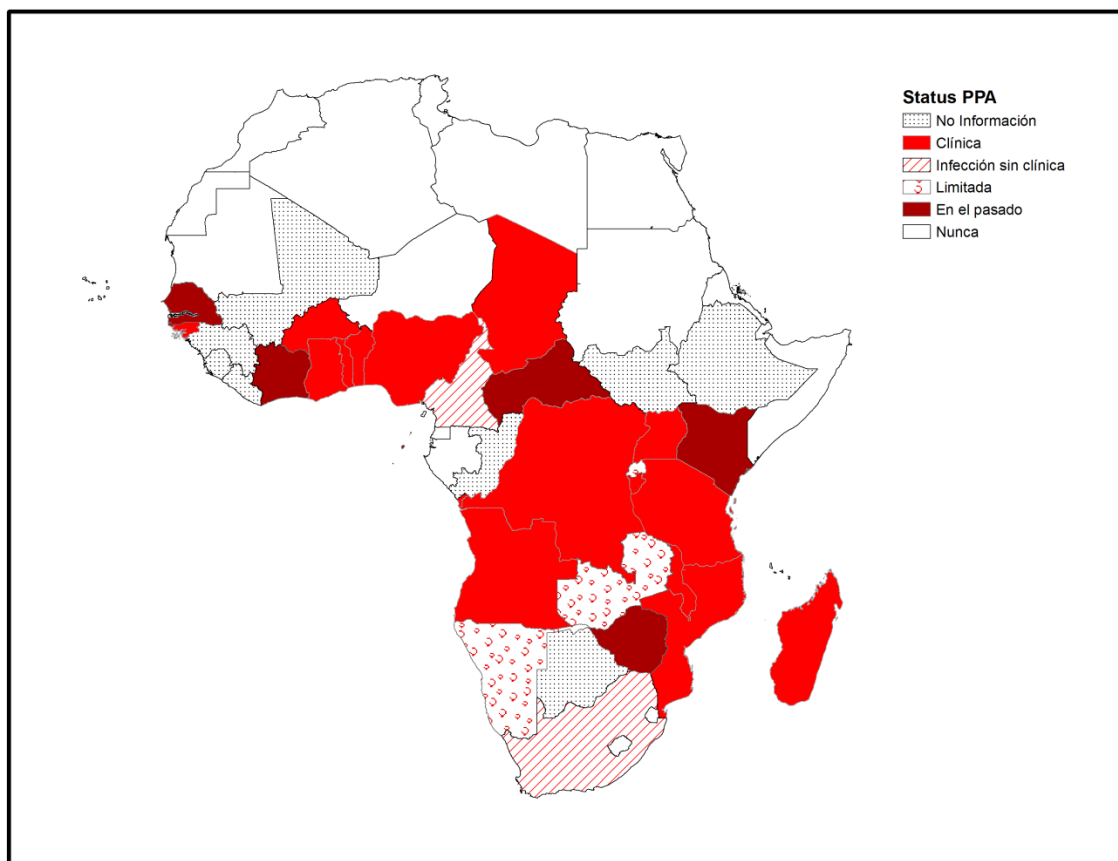 Status PPA
No Información
Clínica
Infección sin clínica
Limitada
En el pasado
Nunca